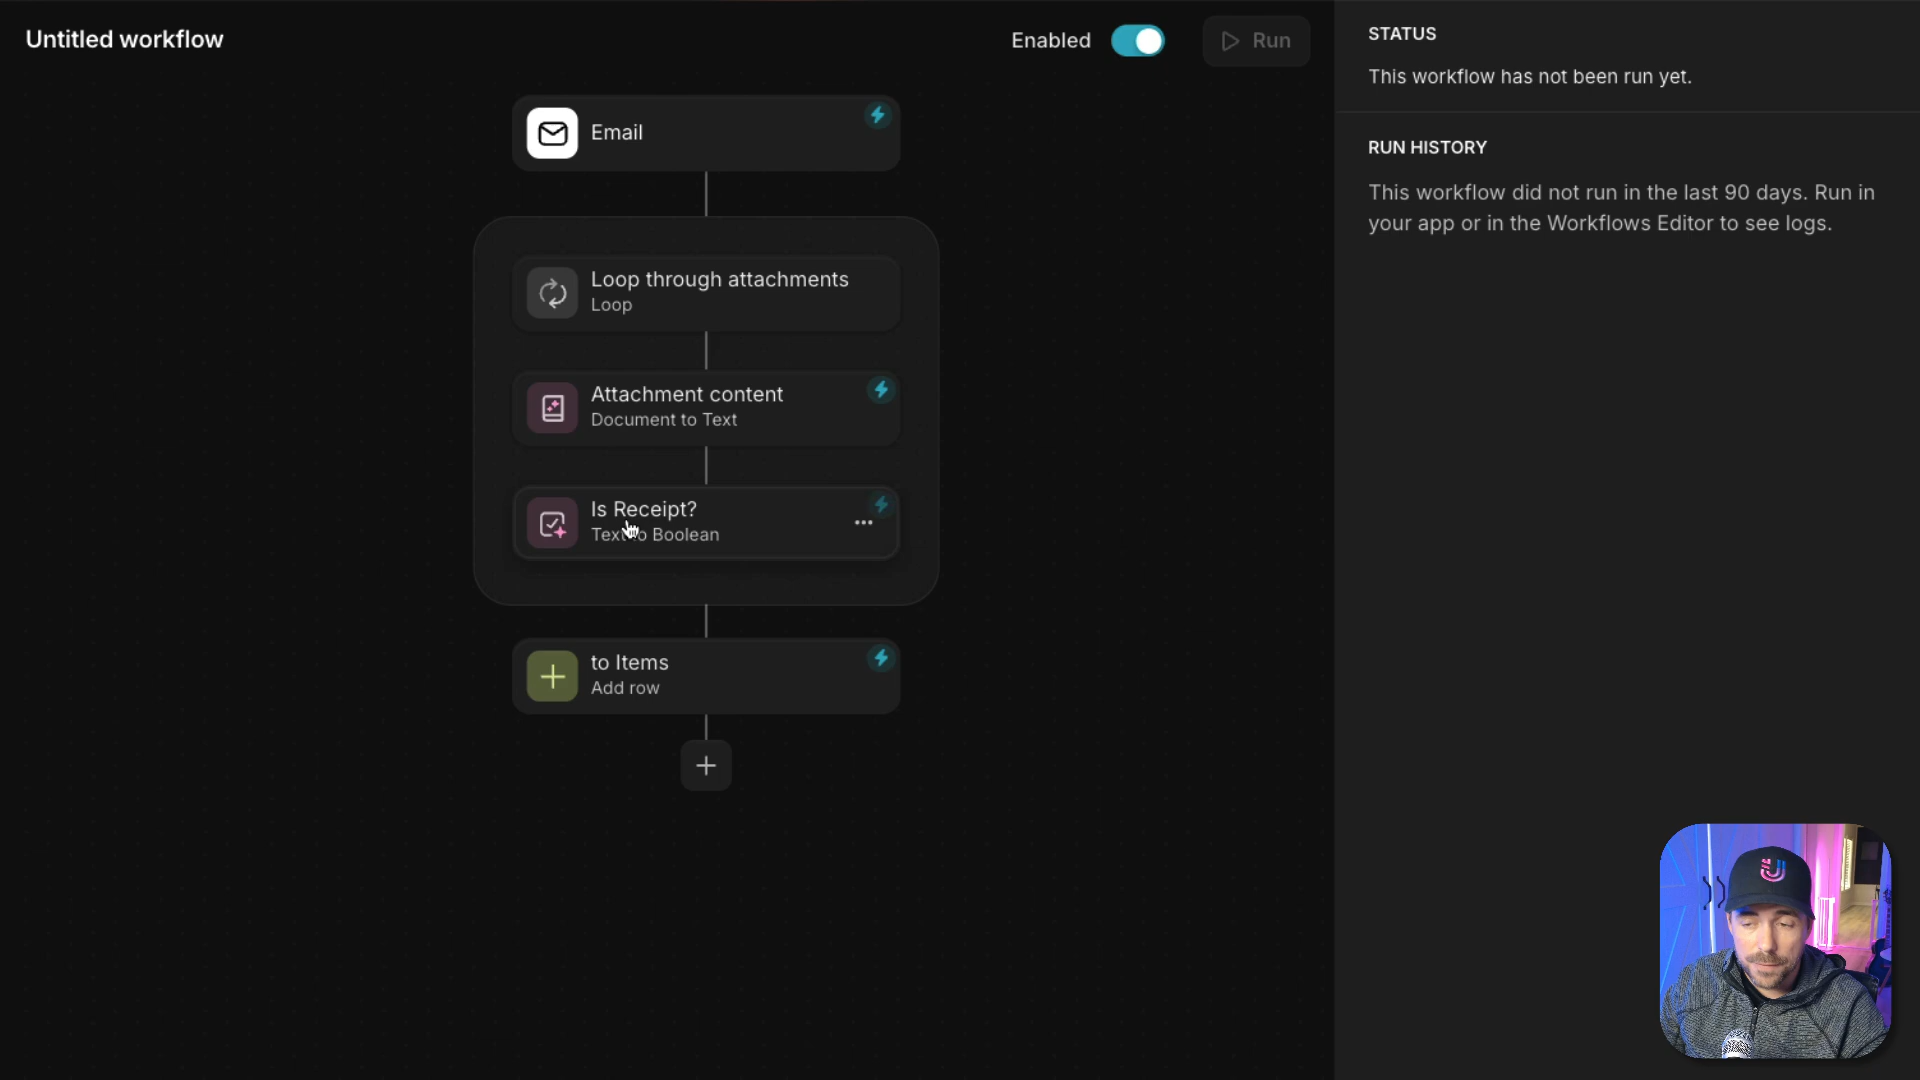 Untitled workflow
Enabled
Run
Email
Loop through attachments
Loop
Attachment content
Document to Text
Is Receipt?
Text to Boolean
to Items
Add row
STATUS
This workflow has not been run yet.
RUN HISTORY
This workflow did not run in the last 90 days. Run in
your app or in the Workflows Editor to see logs.